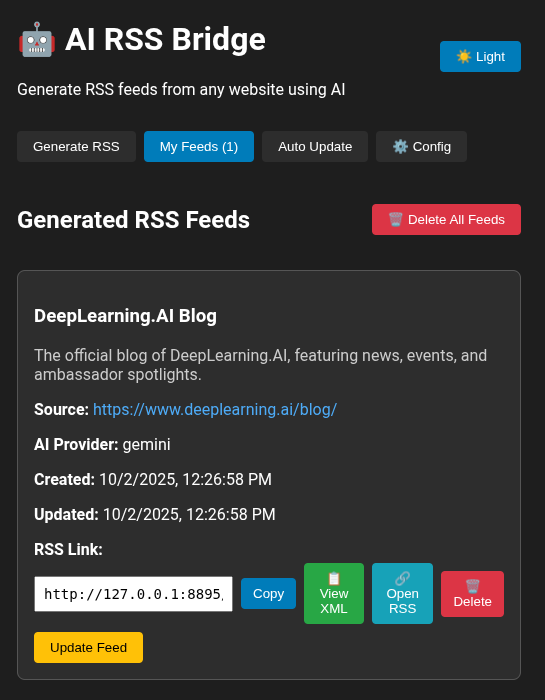 🤖 AI RSS Bridge
☀️ Light
Generate RSS feeds from any website using AI
Generate RSS
My Feeds (1)
Auto Update
⚙️ Config
Generated RSS Feeds
🗑️ Delete All Feeds
DeepLearning.AI Blog
The official blog of DeepLearning.AI, featuring news, events, and
ambassador spotlights.
Source: https://www.deeplearning.ai/blog/
AI Provider: gemini
Created: 10/2/2025, 12:26:58 PM
Updated: 10/2/2025, 12:26:58 PM
RSS Link:
http://127.0.0.1:8895
Copy
📋
View
XML
🔗
Open
RSS
🗑️
Delete
Update Feed